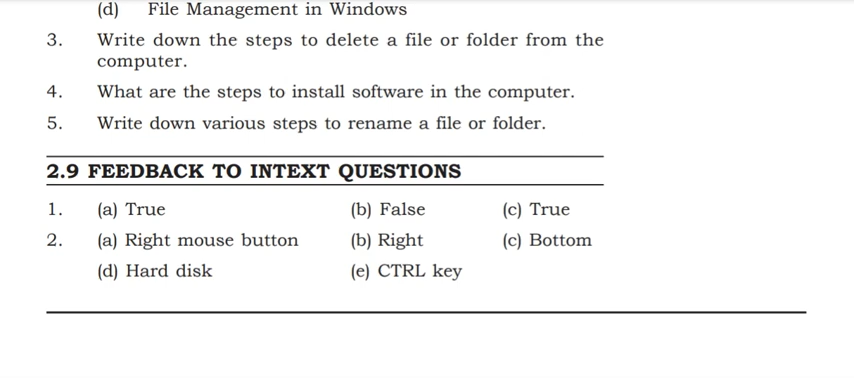 (d) File Management in Windows
3. Write down the steps to delete a file or folder from the
computer.
4. What are the steps to install software in the computer.
5. Write down various steps to rename a file or folder.
2.9 FEEDBACK TO INTEXT QUESTIONS
1. (a) True (b) False (c) True
2. (a) Right mouse button (b) Right (c) Bottom
(d) Hard disk (e) CTRL key